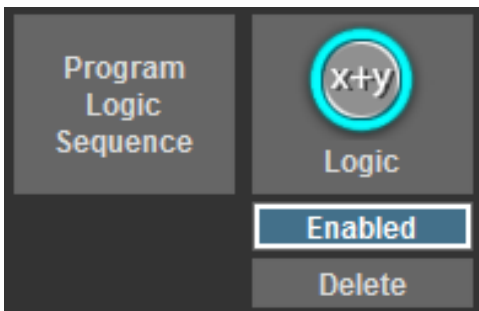 Program
Logic
Sequence
x+y
Logic
Enabled
Delete